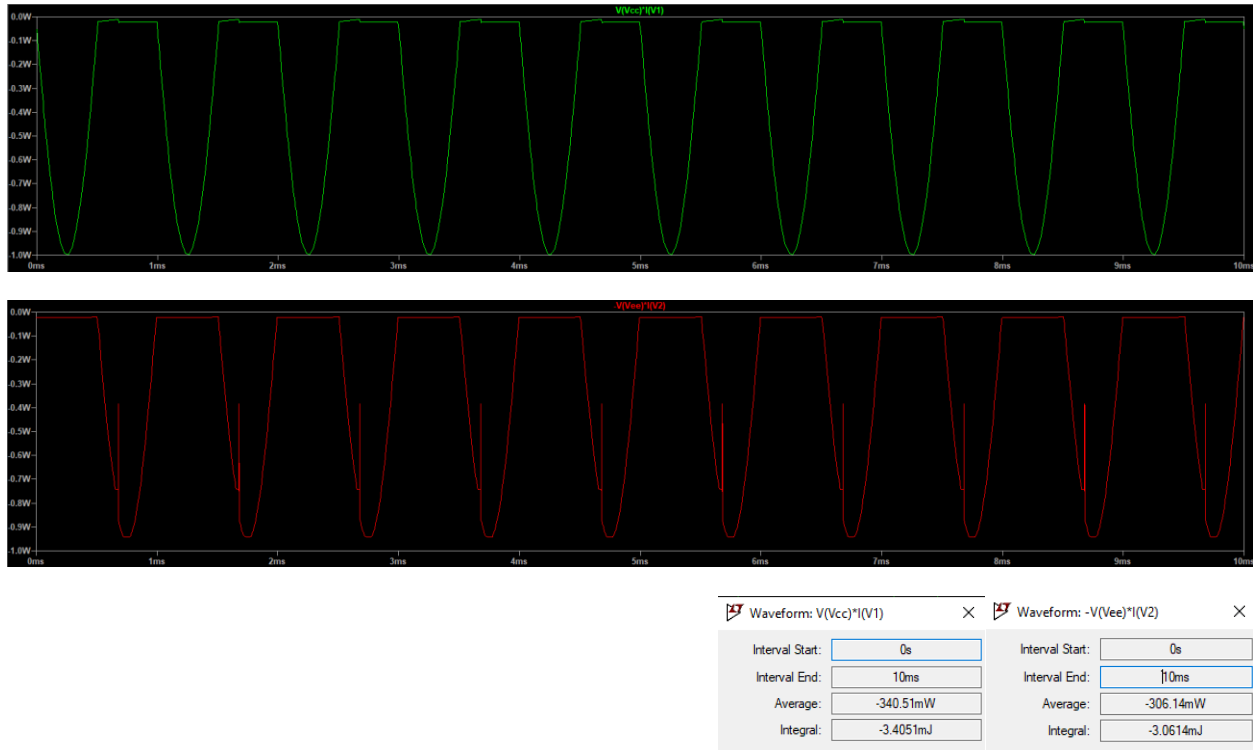 V(Vcc)*I(V1)
0.0W
-0.1W
-0.2W
-0.3W
-0.4W
-0.5W
-0.6W
-0.7W
-0.8W
-0.9W
-1.0W
0ms 1ms 2ms 3ms 4ms 5ms 6ms 7ms 8ms 9ms 10ms
-V(Vee)*I(V2)
0.0W
-0.1W
-0.2W
-0.3W
-0.4W
-0.5W
-0.6W
-0.7W
-0.8W
-0.9W
-1.0W
0ms 1ms 2ms 3ms 4ms 5ms 6ms 7ms 8ms 9ms 10ms
Waveform: V(Vcc)*I(V1)
Interval Start: 0s
Interval End: 10ms
Average: -340.51mW
Integral: -3.4051mJ
Waveform: -V(Vee)*I(V2)
Interval Start: 0s
Interval End: 10ms
Average: -306.14mW
Integral: -3.0614mJ